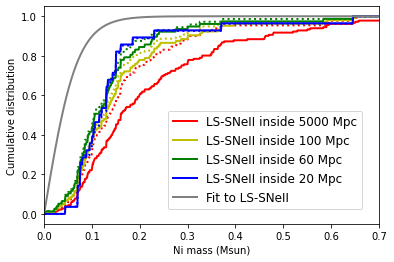 1.0
0.8
0.6
0.4
0.2
0.0
Cumulative distribution
LS-SNeII inside 5000 Mpc
LS-SNeII inside 100 Mpc
LS-SNeII inside 60 Mpc
LS-SNeII inside 20 Mpc
Fit to LS-SNeII
0.0 0.1 0.2 0.3 0.4 0.5 0.6 0.7
Ni mass (Msun)